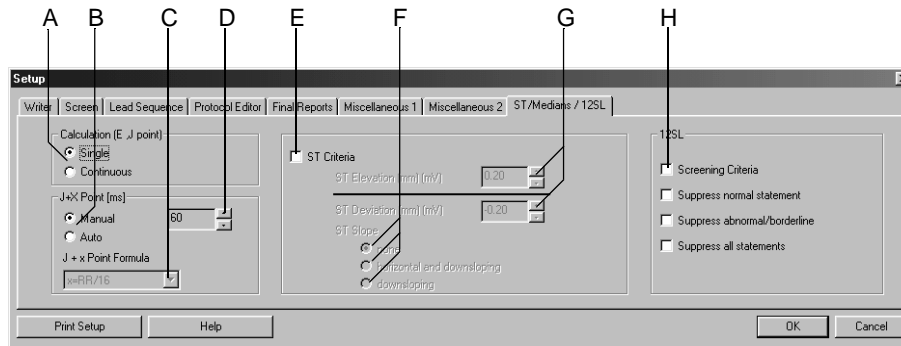 A B C D E F G H
Setup
Writer Screen Lead Sequence Protocol Editor Final Reports Miscellaneous 1 Miscellaneous 2 ST/Medians / 12SL
Calculation (E ,J point)
Single
Continuous
J+X Point [ms]
Manual 60
Auto
J + x Point Formula
x=RR/16
ST Criteria
ST Elevation (mm) (mV) 0.20
ST Deviation (mm) (mV) -0.20
ST Slope
none
horizontal and downsloping
downsloping
12SL
Screening Criteria
Suppress normal statement
Suppress abnormal/borderline
Suppress all statements
Print Setup Help OK Cancel